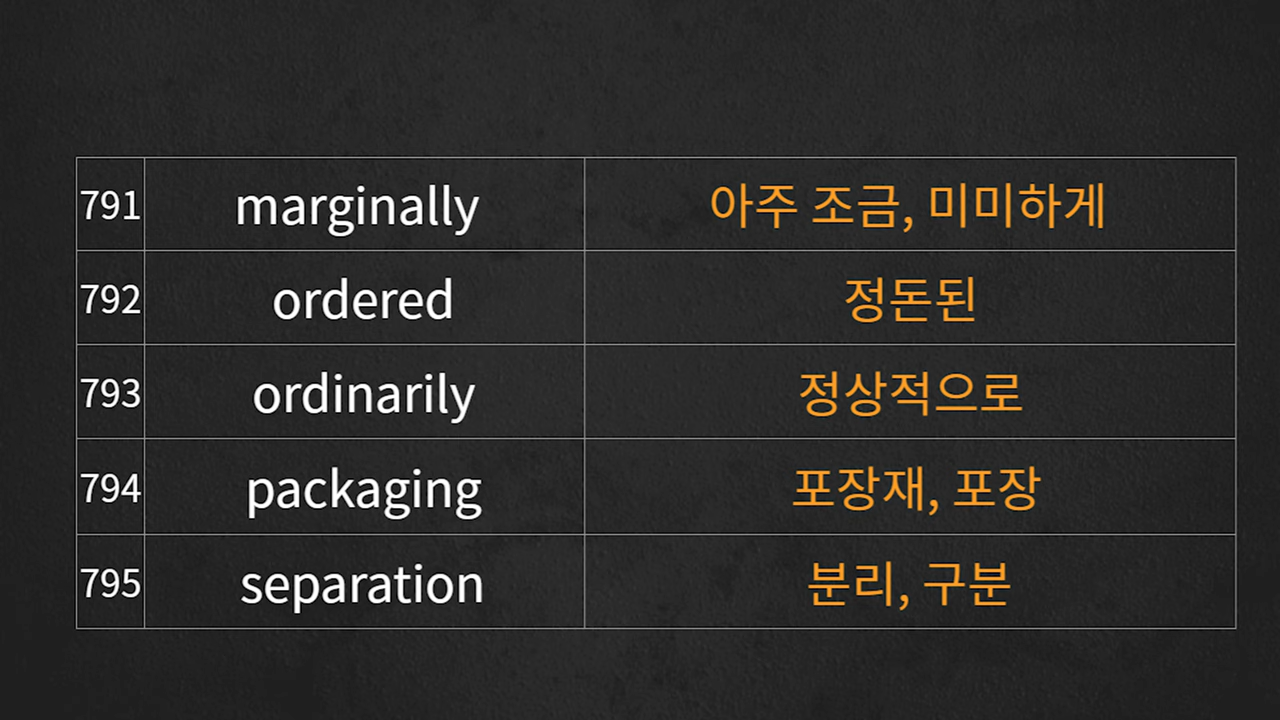 791 marginally 아주 조금, 미미하게
792 ordered 정돈된
793 ordinarily 정상적으로
794 packaging 포장재, 포장
795 separation 분리, 구분